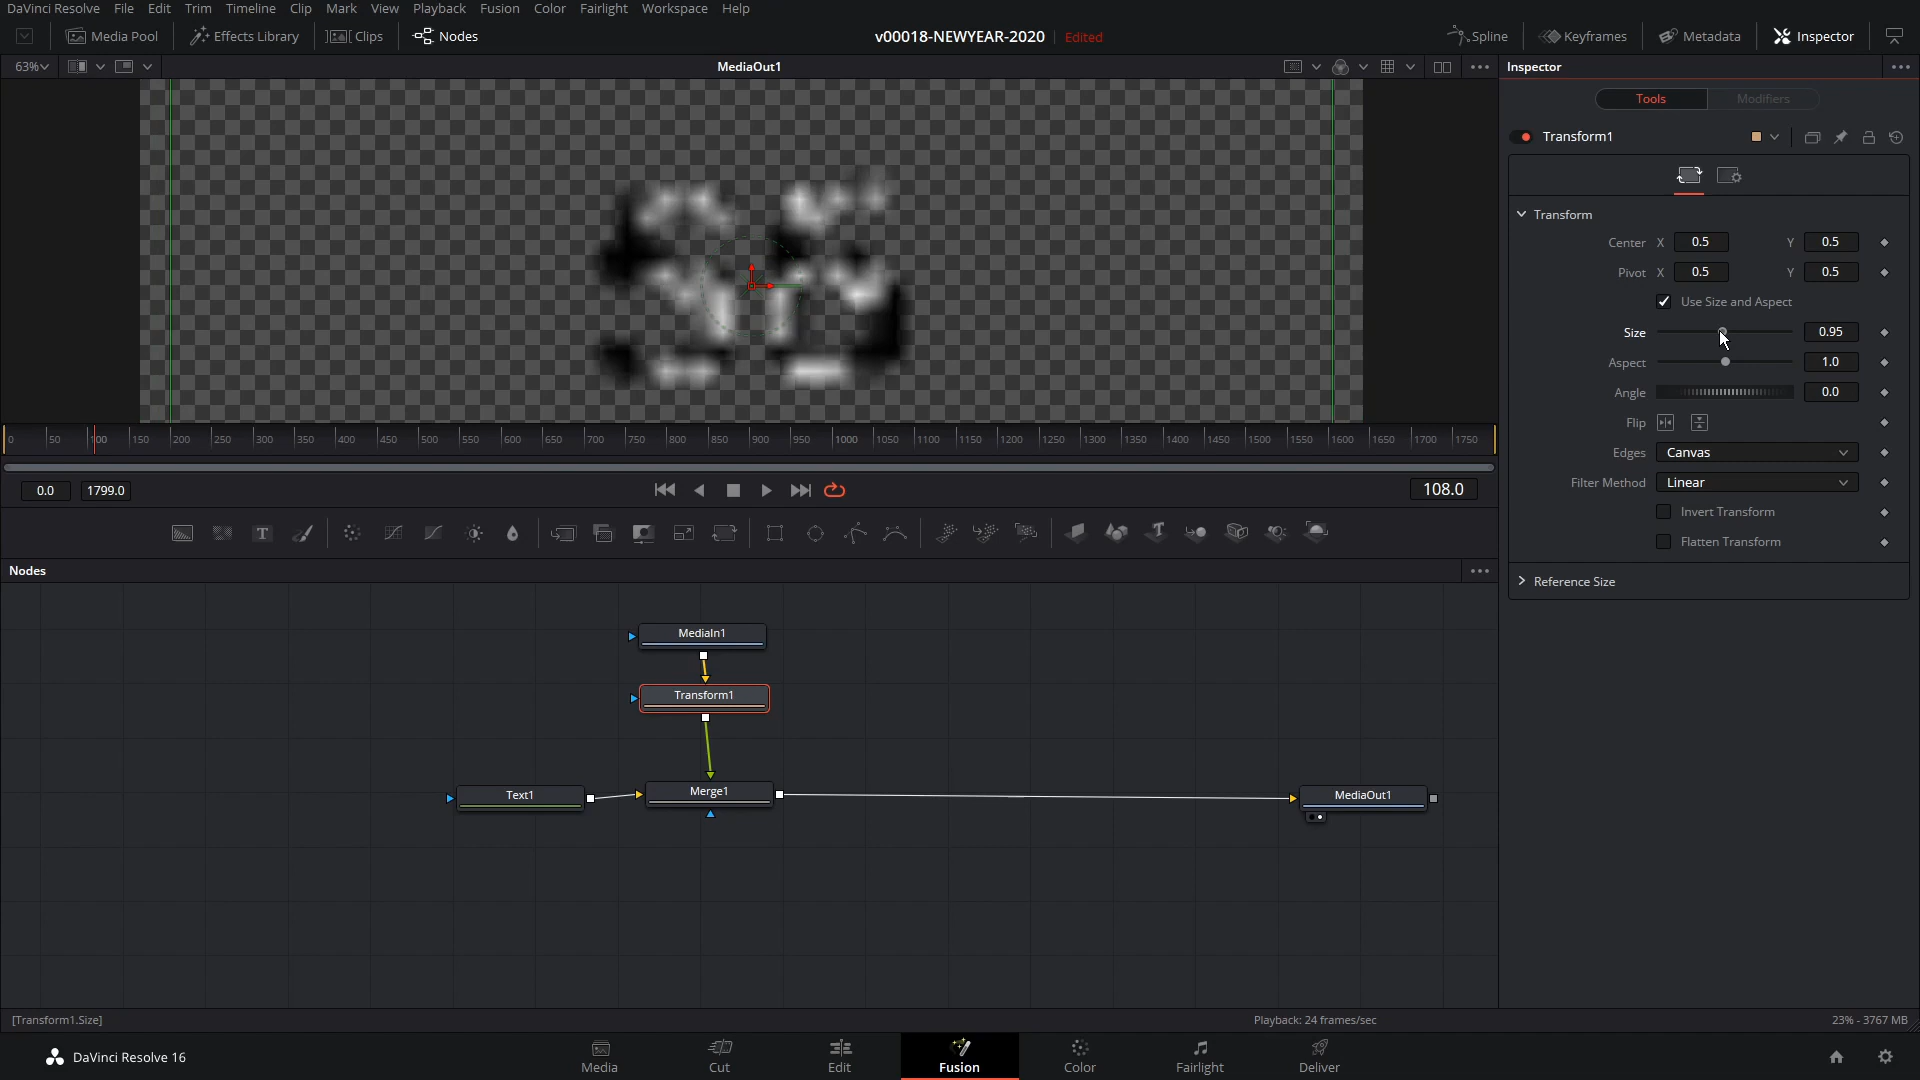 DaVinci Resolve File Edit Trim Timeline Clip Mark View Playback Fusion Color Fairlight Workspace Help
Media Pool Effects Library Clips Nodes v00018-NEWYEAR-2020 Edited Spline Keyframes Metadata Inspector
63% MediaOut1 Inspector
Tools Modifiers
Transform1
Transform
Center X 0.5 Y 0.5
Pivot X 0.5 Y 0.5
Use Size and Aspect
Size 0.95
Aspect 1.0
Angle 0.0
Flip
Edges Canvas
Filter Method Linear
Invert Transform
Flatten Transform
Reference Size
0 50 100 150 200 250 300 350 400 450 500 550 600 650 700 750 800 850 900 950 1000 1050 1100 1150 1200 1250 1300 1350 1400 1450 1500 1550 1600 1650 1700 1750
0.0 1799.0 108.0
Nodes
MediaIn1
Transform1
Text1 Merge1 MediaOut1
[Transform1.Size] Playback: 24 frames/sec 23% - 3767 MB
DaVinci Resolve 16 Media Cut Edit Fusion Color Fairlight Deliver